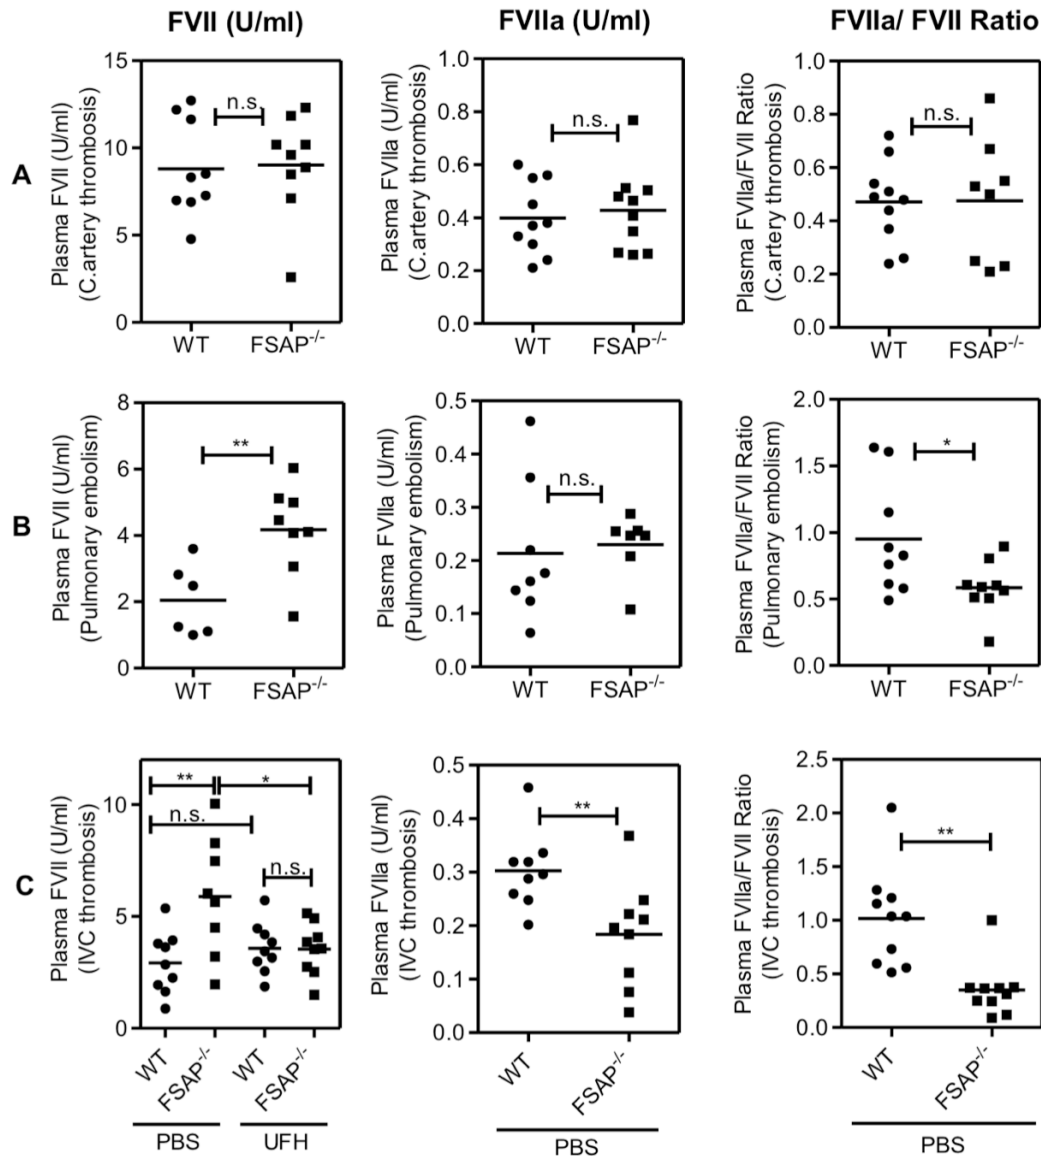 FVII (U/ml)
FVIIa (U/ml)
FVIIa/ FVII Ratio
A
Plasma FVII (U/ml)
(C.artery thrombosis)
15
10
5
0
n.s.
WT
FSAP-/-
Plasma FVIIa (U/ml)
(C.artery thrombosis)
1.0
0.8
0.6
0.4
0.2
0.0
n.s.
WT
FSAP-/-
Plasma FVIIa/FVII Ratio
(C.artery thrombosis)
1.0
0.8
0.6
0.4
0.2
0.0
n.s.
WT
FSAP-/-
B
Plasma FVII (U/ml)
(Pulmonary embolism)
8
6
4
2
0
**
WT
FSAP-/-
Plasma FVIIa (U/ml)
(Pulmonary embolism)
0.5
0.4
0.3
0.2
0.1
0.0
n.s.
WT
FSAP-/-
Plasma FVIIa/FVII Ratio
(Pulmonary embolism)
2.0
1.5
1.0
0.5
0.0
*
WT
FSAP-/-
C
Plasma FVII (U/ml)
(IVC thrombosis)
10
5
0
**
*
n.s.
n.s.
WT
FSAP-/-
WT
FSAP-/-
PBS
UFH
Plasma FVIIa (U/ml)
(IVC thrombosis)
0.5
0.4
0.3
0.2
0.1
0.0
**
WT
FSAP-/-
PBS
Plasma FVIIa/FVII Ratio
(IVC thrombosis)
2.5
2.0
1.5
1.0
0.5
0.0
**
WT
FSAP-/-
PBS